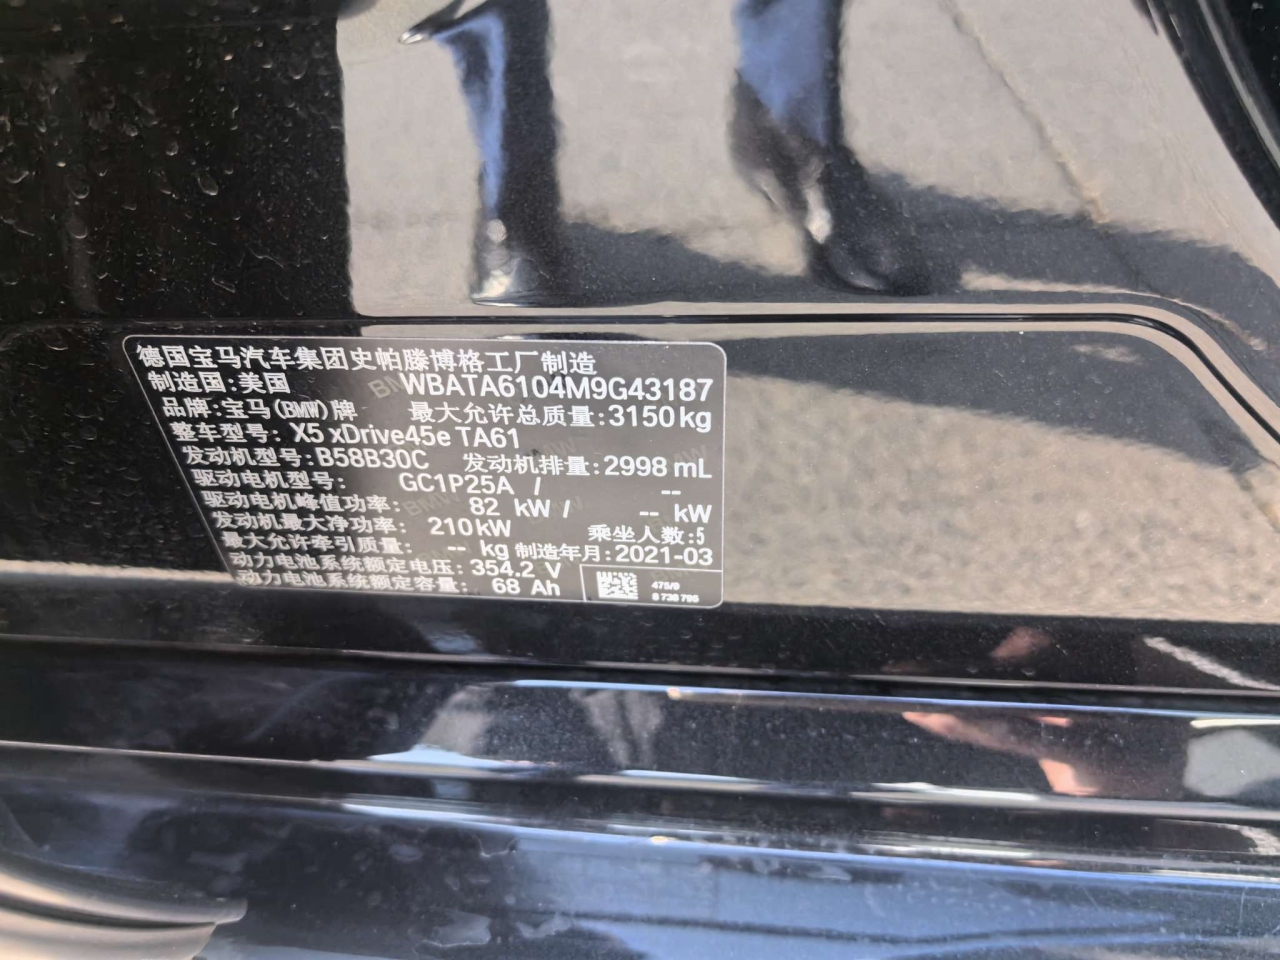 德国宝马汽车集团史帕滕博格工厂制造
制造国:美国 WBATA6104M9G43187
品牌:宝马(BMW)牌 最大允许总质量:3150kg
整车型号: X5 xDrive45e TA61
发动机型号:B58B30C 发动机排量:2998 mL
驱动电机型号: GC1P25A / --
驱动电机峰值功率: 82 kW / -- kW
发动机最大净功率: 210kW 乘坐人数:5
最大允许牵引质量: -- kg 制造年月:2021-03
动力电池系统额定电压: 354.2 V
动力电池系统额定容量: 68 Ah